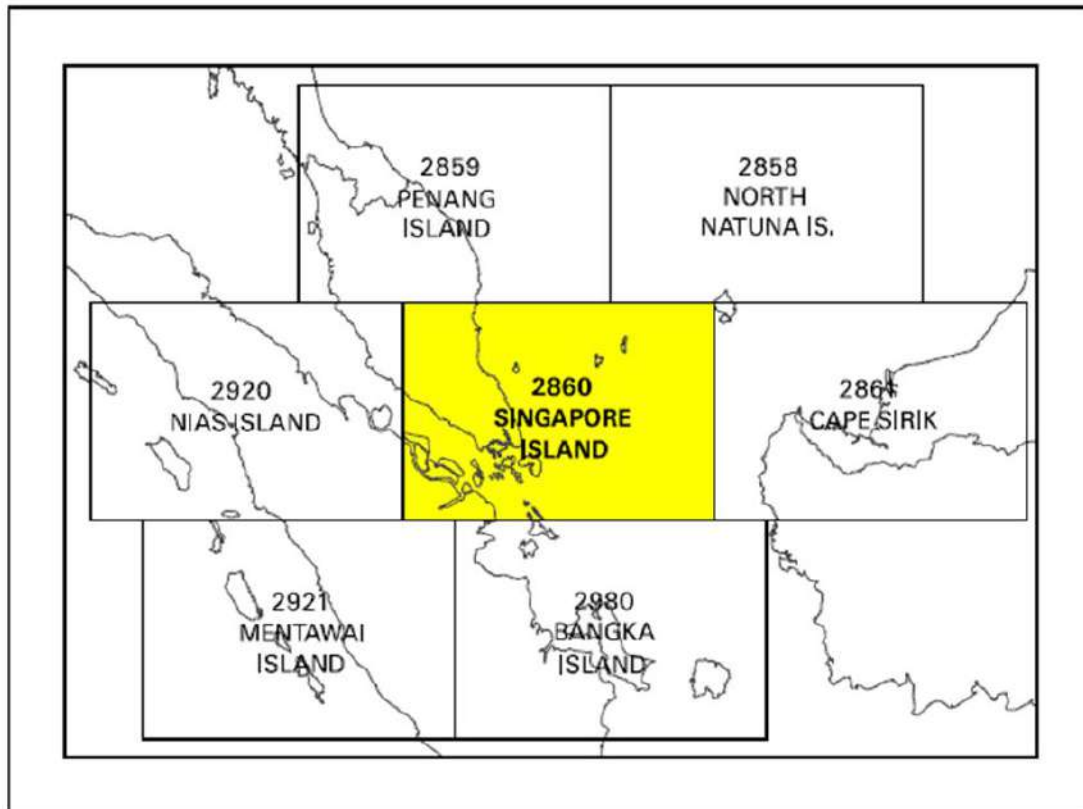 2859
PENANG
ISLAND
2858
NORTH
NATUNA IS.
2920
NIAS ISLAND
2860
SINGAPORE
ISLAND
2861
CAPE SIRIK
2921
MENTAWAI
ISLAND
2980
BANGKA
ISLAND